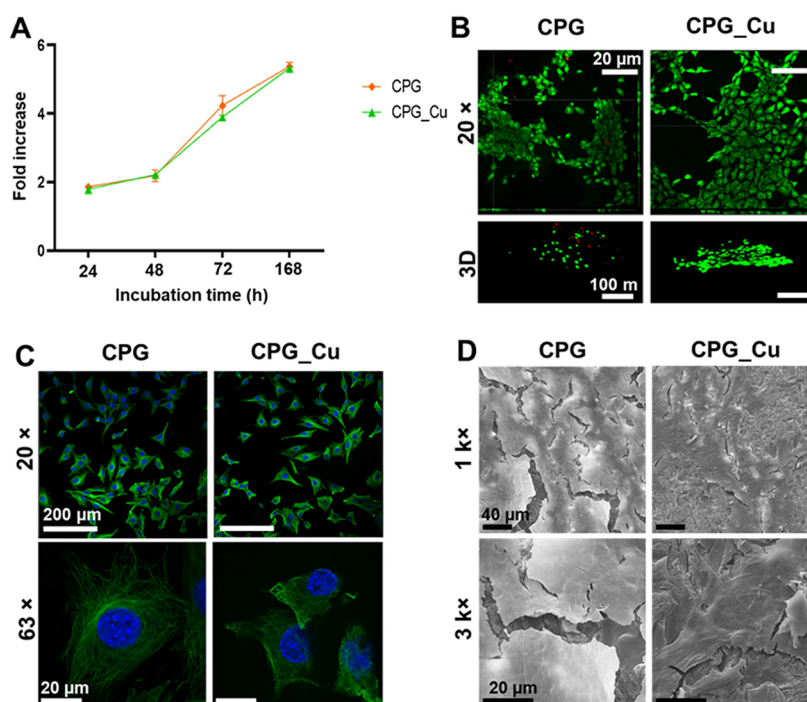 A
6
4
2
0
Fold increase
24 48 72 168
Incubation time (h)
CPG
CPG_Cu
B
CPG CPG_Cu
20 ×
20 µm
3D
100 m
C
CPG CPG_Cu
20 ×
200 µm
63 ×
20 µm
D
CPG CPG_Cu
1 k×
40 µm
3 k×
20 µm